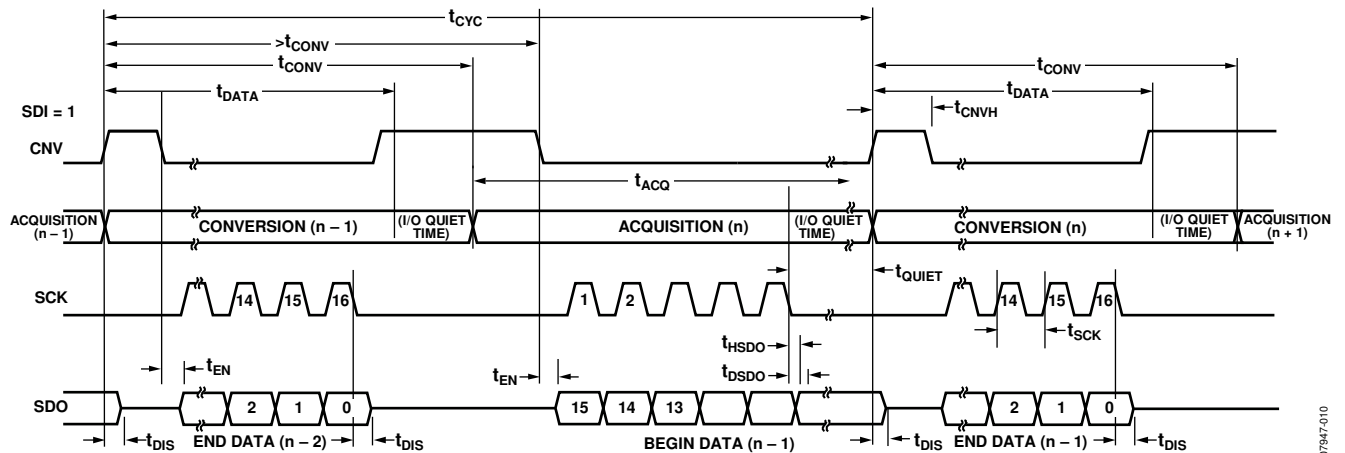 tCYC
>tCONV
tCONV
tCONV
tDATA
tDATA
SDI = 1
tCNVH
CNV
tACQ
ACQUISITION
(n – 1)
CONVERSION (n – 1)
(I/O QUIET
TIME)
ACQUISITION (n)
(I/O QUIET
TIME)
CONVERSION (n)
(I/O QUIET
TIME)
ACQUISITION
(n + 1)
tQUIET
SCK
14 15 16
1 2
14 15 16
tSCK
tHSDO
tEN
tEN
tDSDO
SDO
2 1 0
15 14 13
2 1 0
tDIS
END DATA (n – 2)
tDIS
BEGIN DATA (n – 1)
tDIS
END DATA (n – 1)
tDIS
07947-010